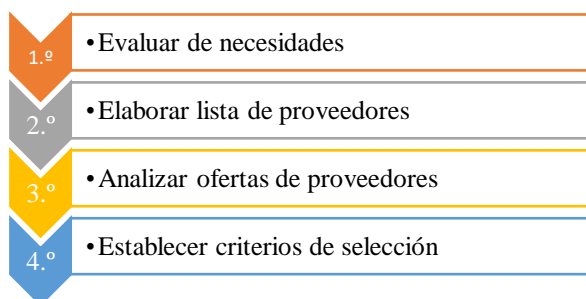 1.º
•Evaluar de necesidades
2.º
•Elaborar lista de proveedores
3.º
•Analizar ofertas de proveedores
4.º
•Establecer criterios de selección